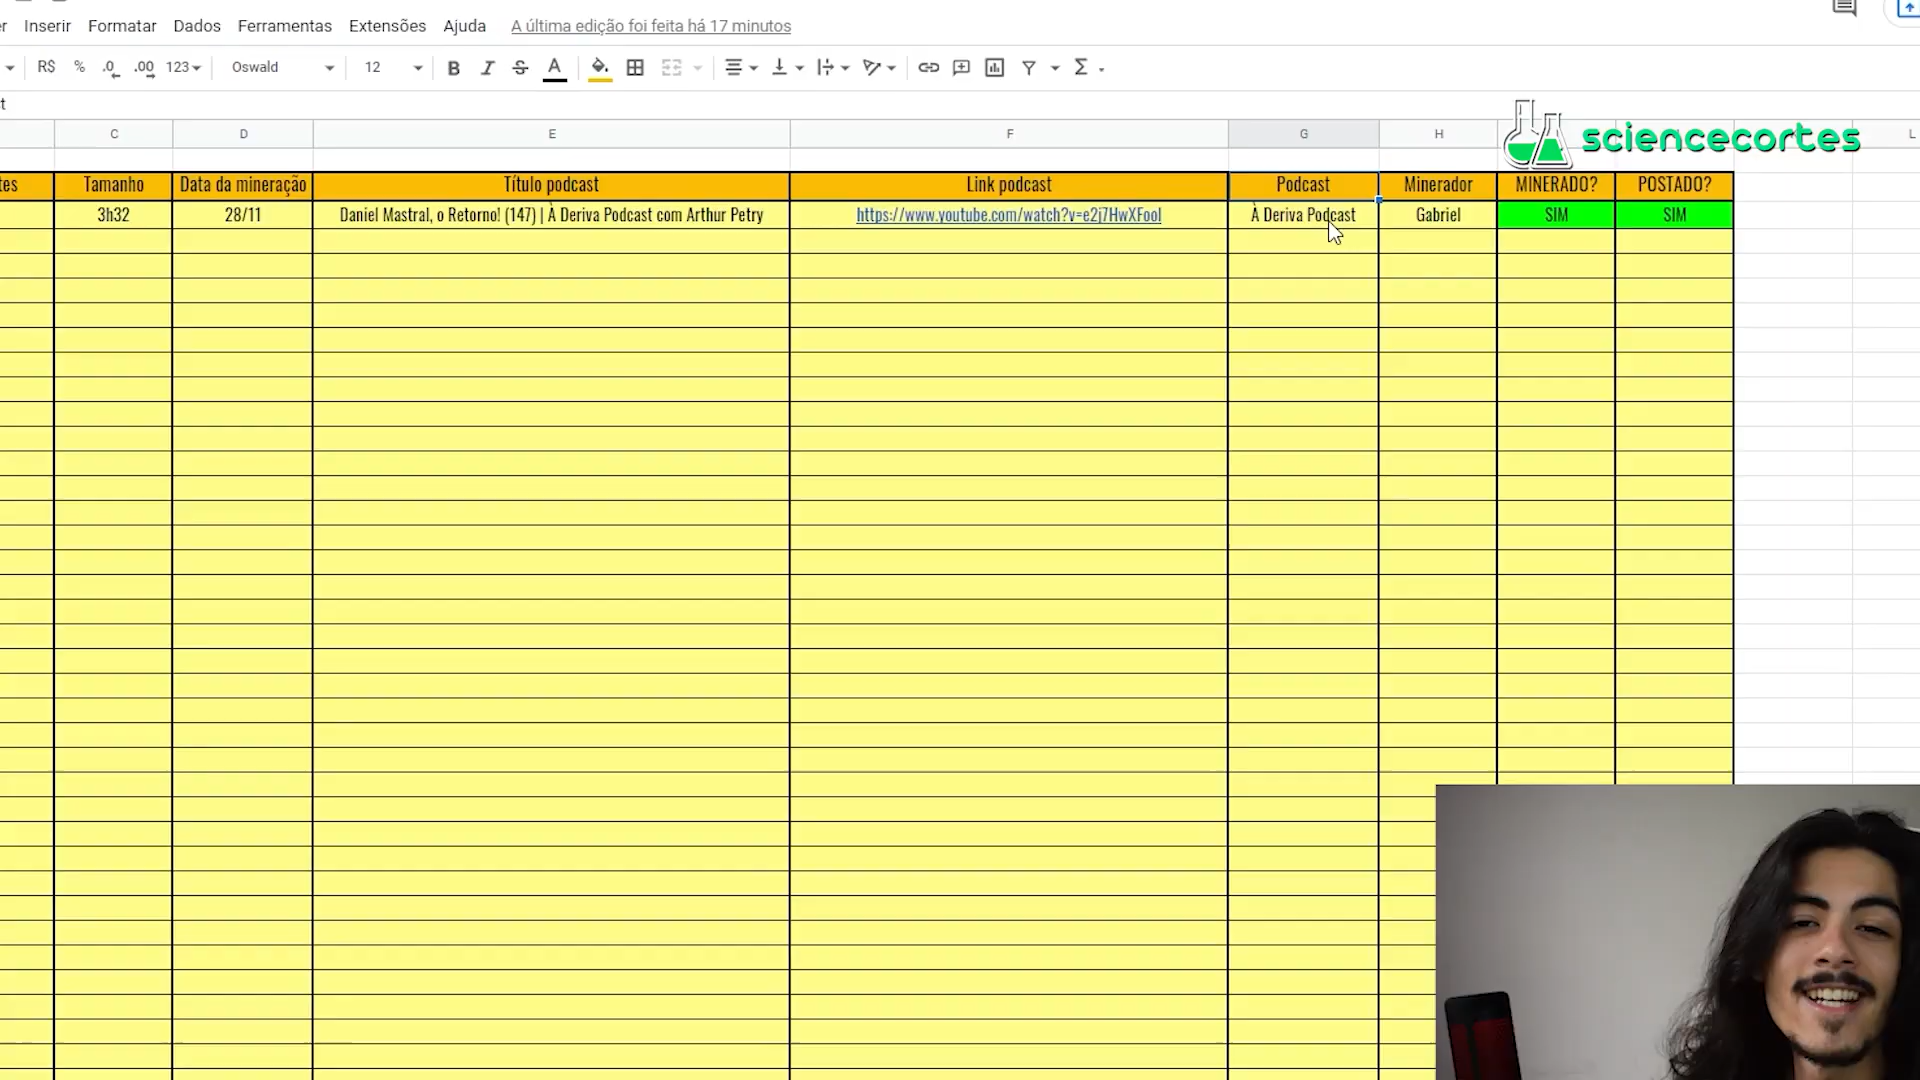 er Inserir Formatar Dados Ferramentas Extensões Ajuda A última edição foi feita há 17 minutos
R$ % .0 .00 123 Oswald 12 B I S A Σ
t
C D E F G H L
sciencecortes
tes Tamanho Data da mineração Título podcast Link podcast Podcast Minerador MINERADO? POSTADO?
3h32 28/11 Daniel Mastral, o Retorno! (147) | À Deriva Podcast com Arthur Petry https://www.youtube.com/watch?v=e2j7HwXFooI À Deriva Podcast Gabriel SIM SIM